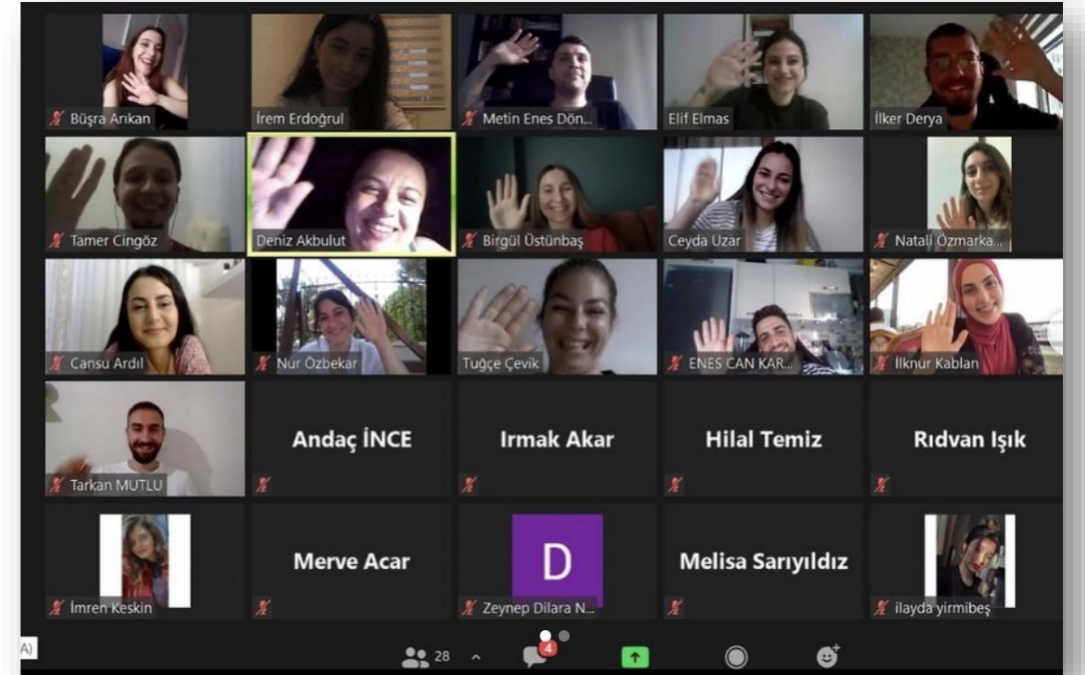 Büşra Arıkan
İrem Erdoğrul
Metin Enes Dön...
Elif Elmas
İlker Derya
Tamer Cingöz
Deniz Akbulut
Birgül Üstünbaş
Ceyda Uzar
Natali Özmarka...
Cansu Ardıl
Nur Özbekar
Tuğçe Çevik
ENES CAN KAR...
İlknur Kablan
Tarkan MUTLU
Andaç İNCE
Irmak Akar
Hilal Temiz
Rıdvan Işık
İmren Keskin
Merve Acar
D
Zeynep Dilara N...
Melisa Sarıyıldız
ilayda yirmibeş
A)
28
4